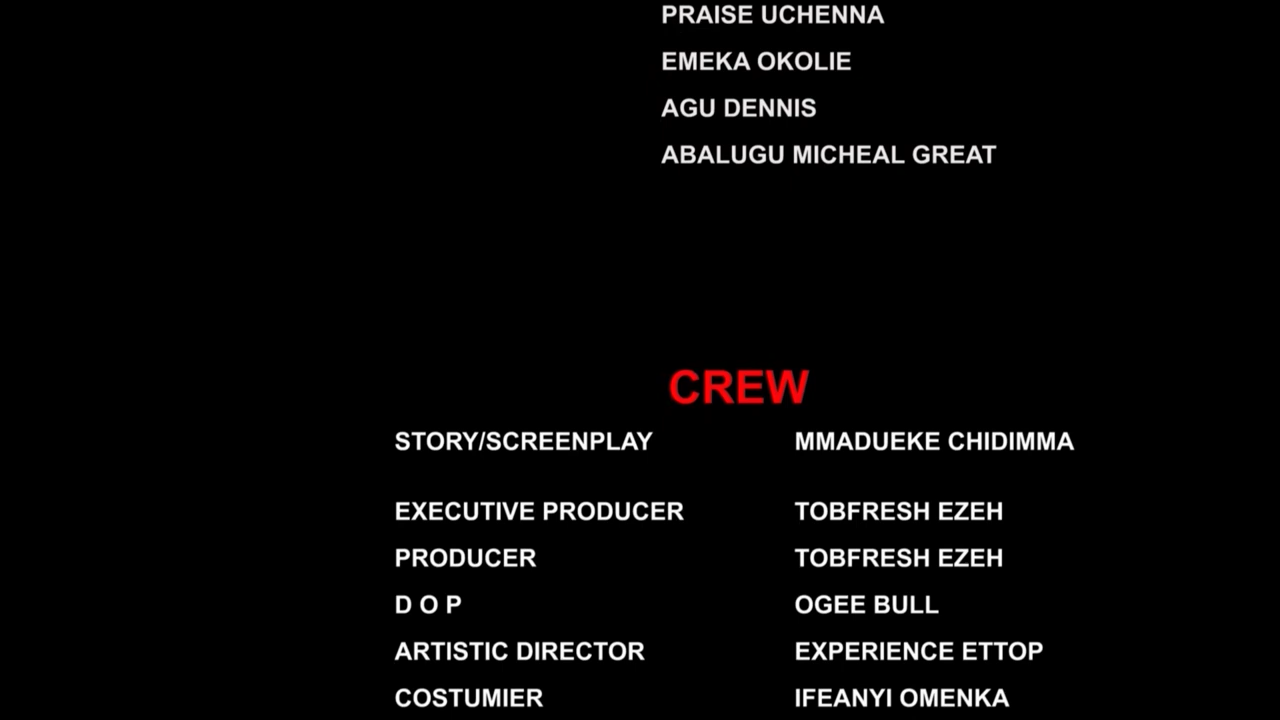 PRAISE UCHENNA
EMEKA OKOLIE
AGU DENNIS
ABALUGU MICHEAL GREAT
CREW
STORY/SCREENPLAY MMADUEKE CHIDIMMA
EXECUTIVE PRODUCER TOBFRESH EZEH
PRODUCER TOBFRESH EZEH
D O P OGEE BULL
ARTISTIC DIRECTOR EXPERIENCE ETTOP
COSTUMIER IFEANYI OMENKA